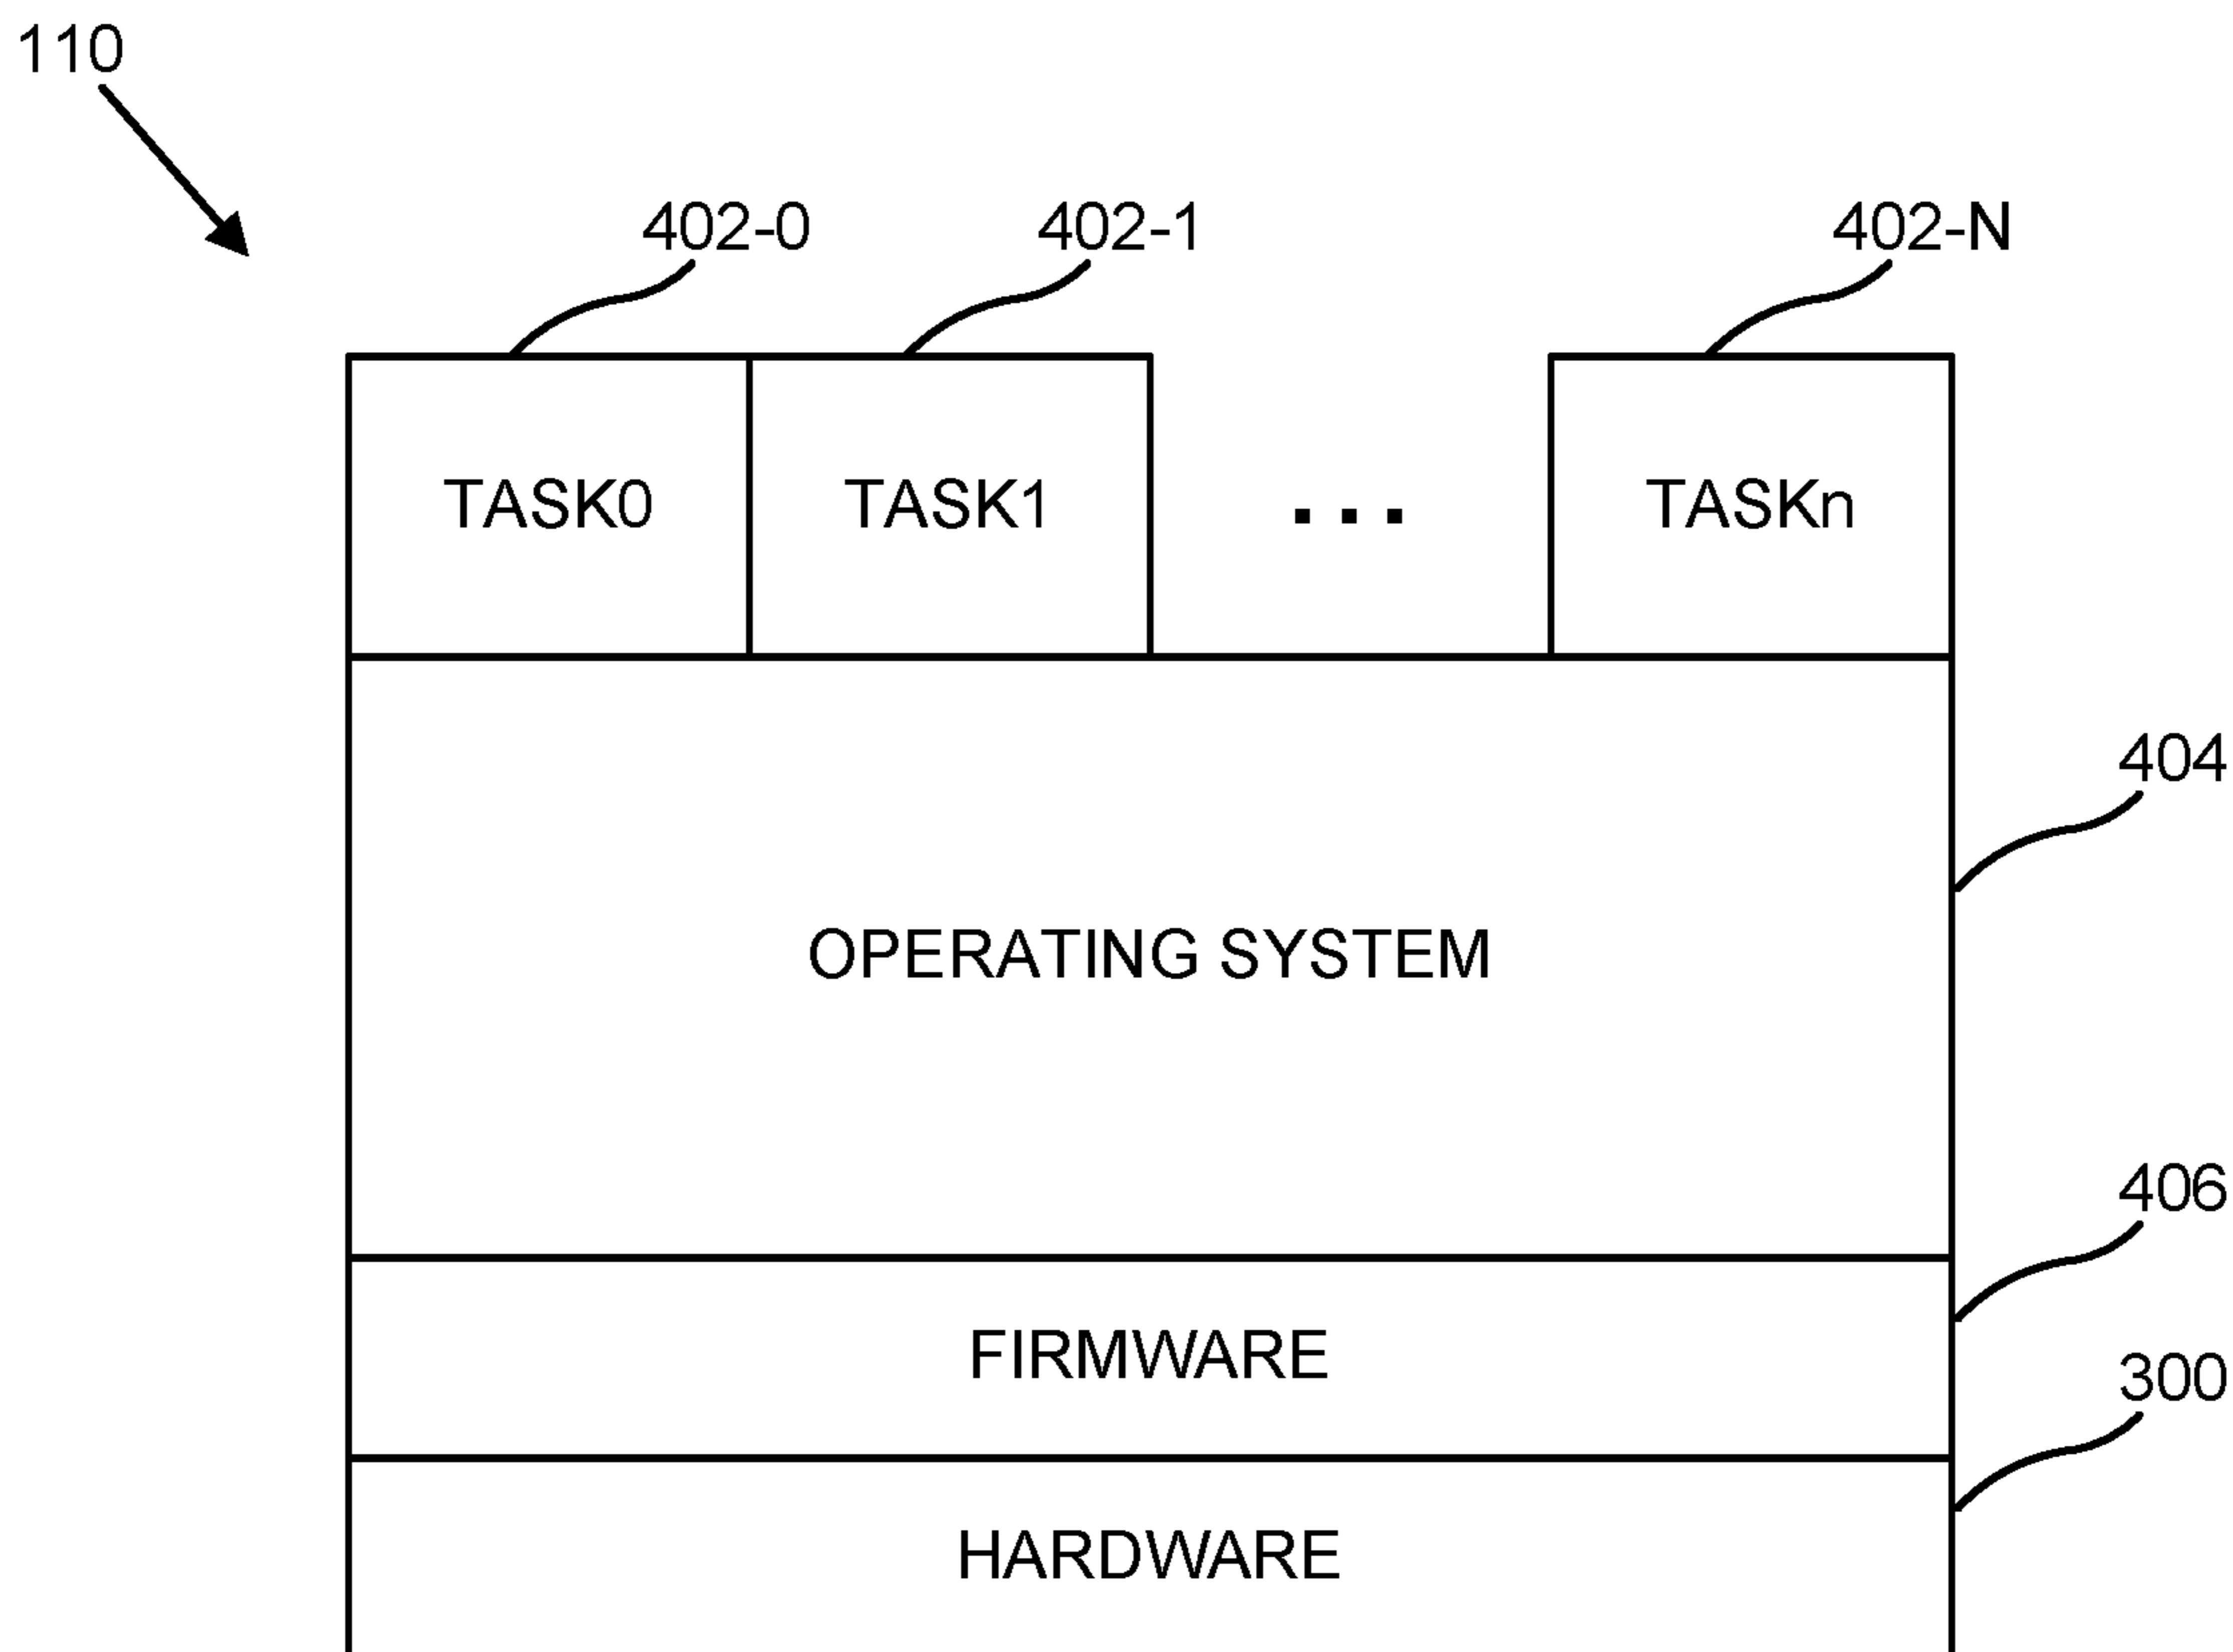 110
402-0 402-1 402-N
TASK0 TASK1 ... TASKn
404
OPERATING SYSTEM
406
FIRMWARE
300
HARDWARE